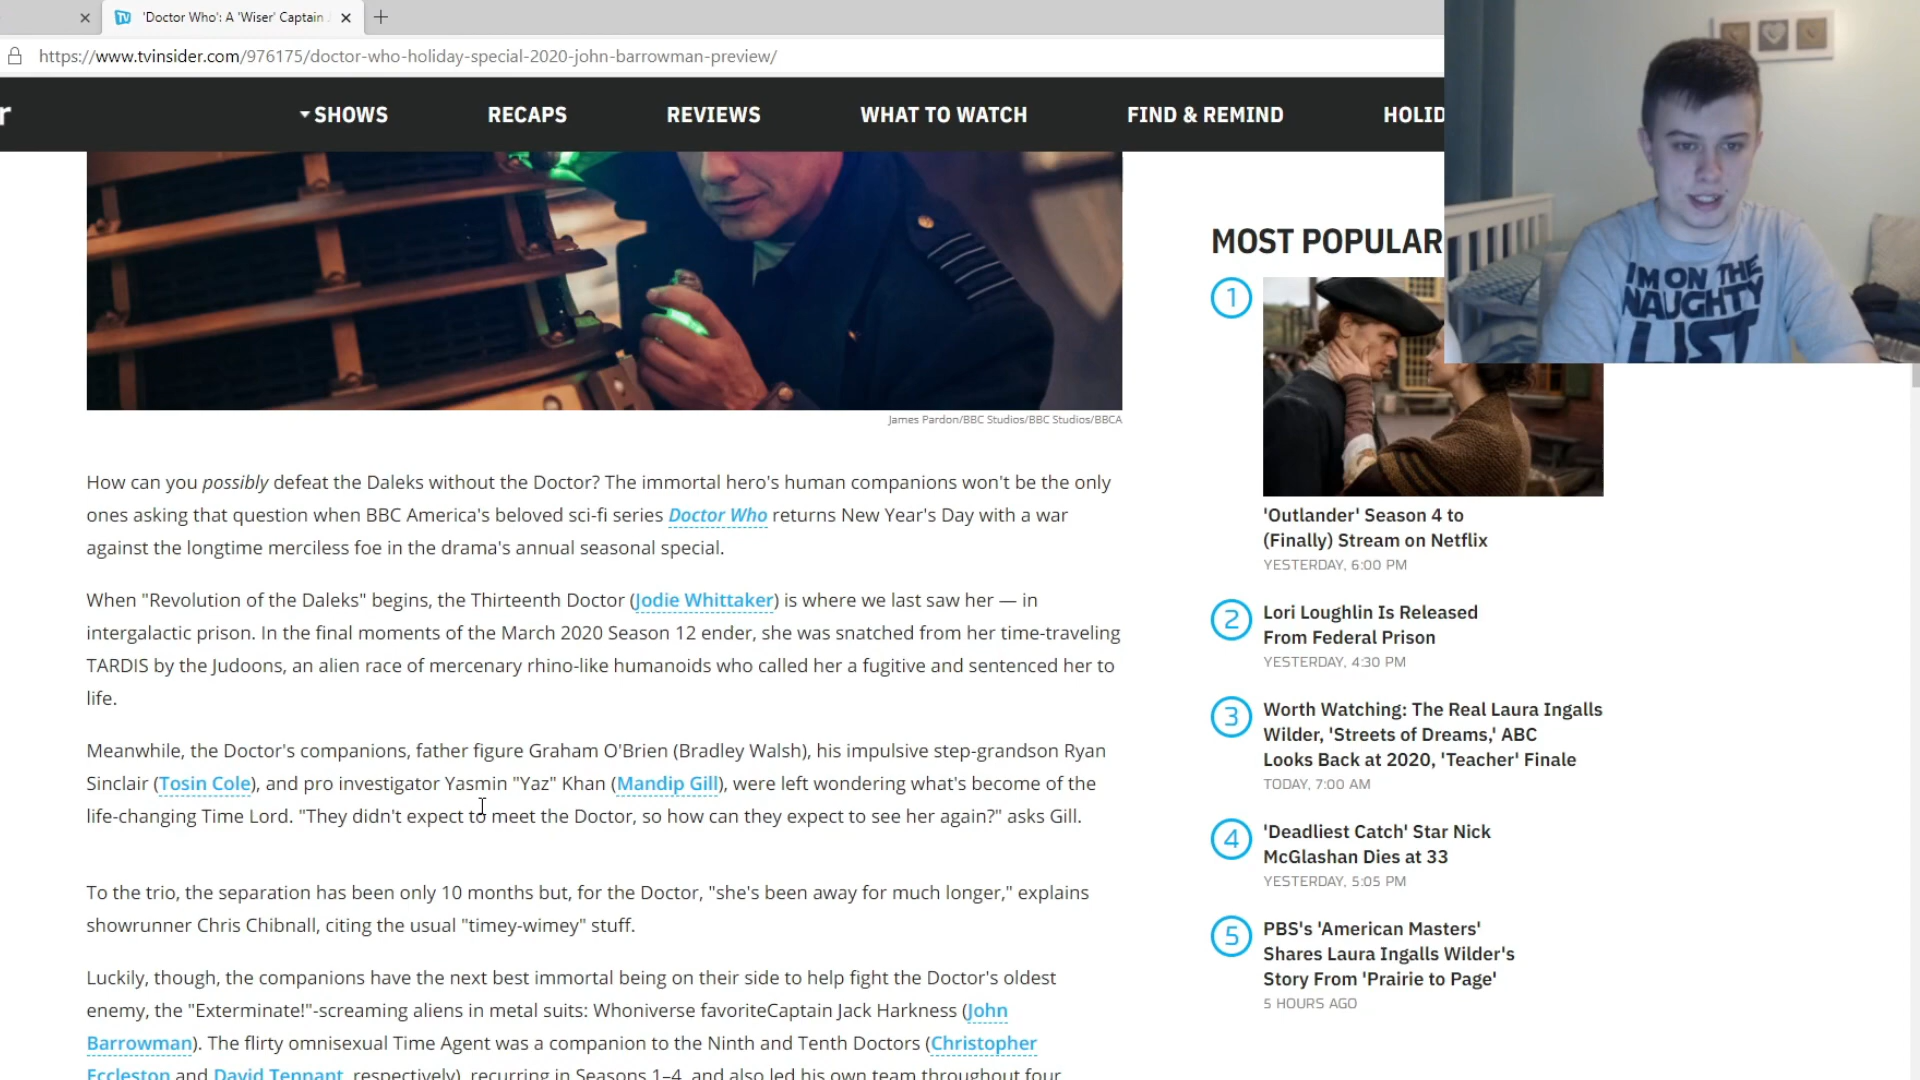 'Doctor Who': A 'Wiser' Captain
https://www.tvinsider.com/976175/doctor-who-holiday-special-2020-john-barrowman-preview/
r
SHOWS
RECAPS
REVIEWS
WHAT TO WATCH
FIND & REMIND
HOLID
James Pardon/BBC Studios/BBC Studios/BBCA
How can you possibly defeat the Daleks without the Doctor? The immortal hero's human companions won't be the only
ones asking that question when BBC America's beloved sci-fi series Doctor Who returns New Year's Day with a war
against the longtime merciless foe in the drama's annual seasonal special.
When "Revolution of the Daleks" begins, the Thirteenth Doctor (Jodie Whittaker) is where we last saw her — in
intergalactic prison. In the final moments of the March 2020 Season 12 ender, she was snatched from her time-traveling
TARDIS by the Judoons, an alien race of mercenary rhino-like humanoids who called her a fugitive and sentenced her to
life.
Meanwhile, the Doctor's companions, father figure Graham O'Brien (Bradley Walsh), his impulsive step-grandson Ryan
Sinclair (Tosin Cole), and pro investigator Yasmin "Yaz" Khan (Mandip Gill), were left wondering what's become of the
life-changing Time Lord. "They didn't expect to meet the Doctor, so how can they expect to see her again?" asks Gill.
To the trio, the separation has been only 10 months but, for the Doctor, "she's been away for much longer," explains
showrunner Chris Chibnall, citing the usual "timey-wimey" stuff.
Luckily, though, the companions have the next best immortal being on their side to help fight the Doctor's oldest
enemy, the "Exterminate!"-screaming aliens in metal suits: Whoniverse favoriteCaptain Jack Harkness (John
Barrowman). The flirty omnisexual Time Agent was a companion to the Ninth and Tenth Doctors (Christopher
Eccleston and David Tennant, respectively), recurring in Seasons 1–4, and also led his own team throughout four
MOST POPULAR
1
'Outlander' Season 4 to
(Finally) Stream on Netflix
YESTERDAY, 6:00 PM
2
Lori Loughlin Is Released
From Federal Prison
YESTERDAY, 4:30 PM
3
Worth Watching: The Real Laura Ingalls
Wilder, 'Streets of Dreams,' ABC
Looks Back at 2020, 'Teacher' Finale
TODAY, 7:00 AM
4
'Deadliest Catch' Star Nick
McGlashan Dies at 33
YESTERDAY, 5:05 PM
5
PBS's 'American Masters'
Shares Laura Ingalls Wilder's
Story From 'Prairie to Page'
5 HOURS AGO
I'M ON THE
NAUGHTY
LIST